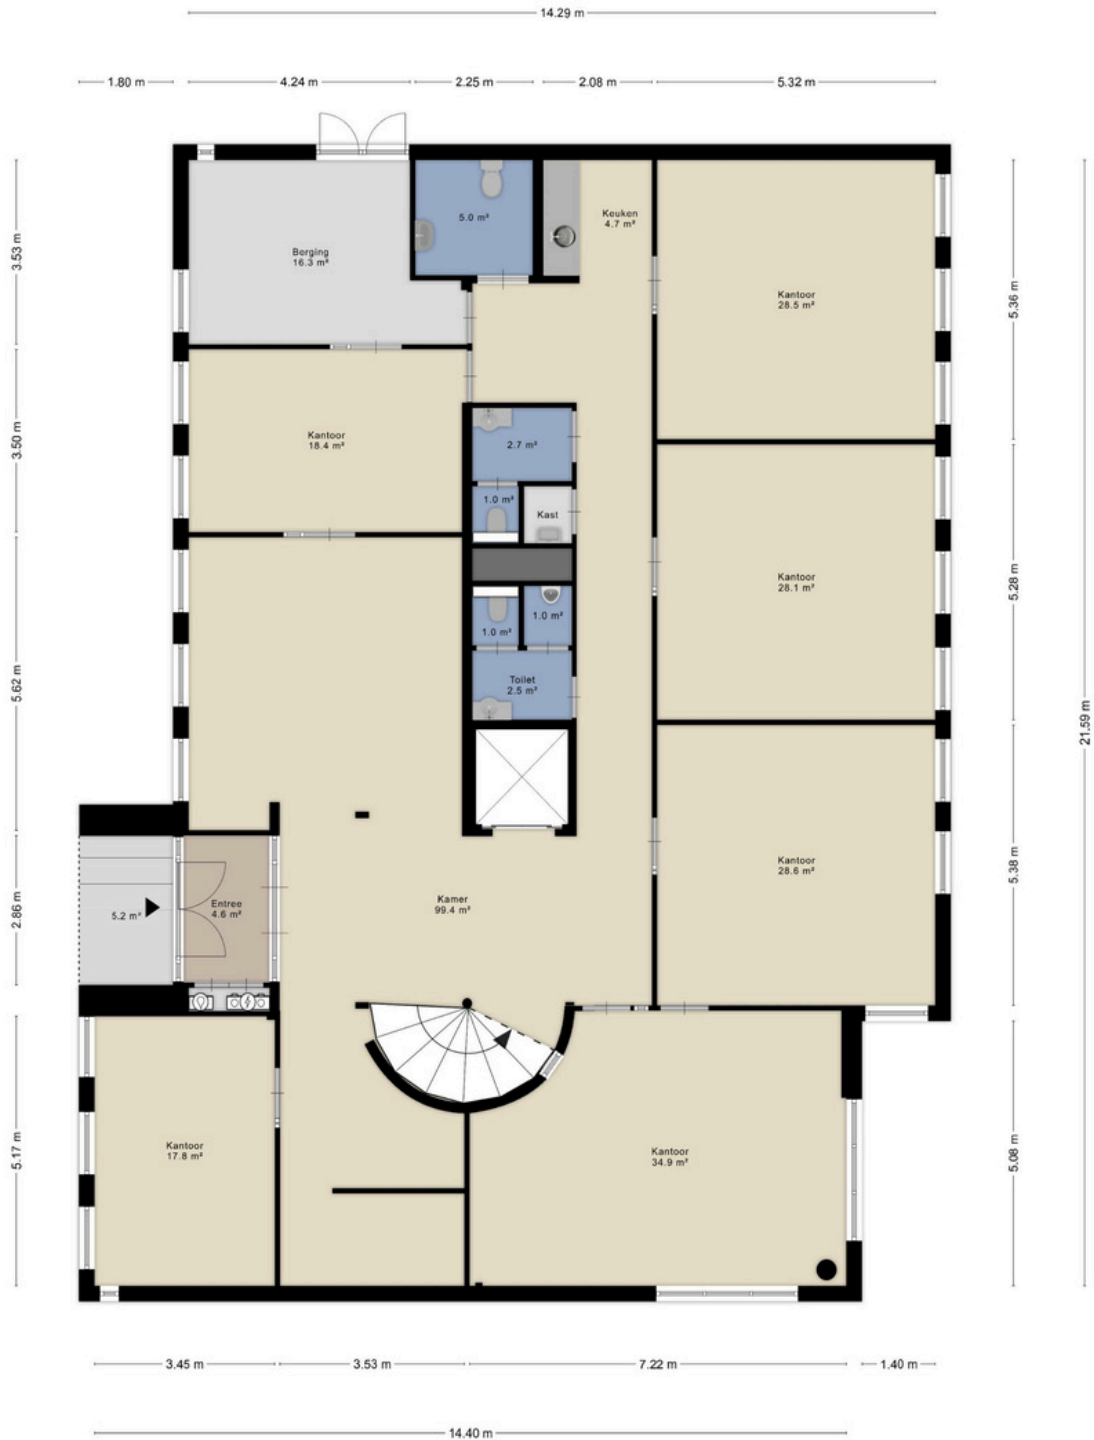 14.29 m
1.80 m
4.24 m
2.25 m
2.08 m
5.32 m
3.53 m
3.50 m
5.62 m
2.86 m
5.17 m
5.0 m²
Keuken
4.7 m²
Berging
16.3 m²
Kantoor
28.5 m²
Kantoor
18.4 m²
2.7 m²
1.0 m²
Kast
Kantoor
28.1 m²
1.0 m²
1.0 m²
Toilet
2.5 m²
Kantoor
28.6 m²
Kamer
99.4 m²
Entree
4.6 m²
5.2 m²
Kantoor
17.8 m²
Kantoor
34.9 m²
5.36 m
5.28 m
5.38 m
5.08 m
21.59 m
3.45 m
3.53 m
7.22 m
1.40 m
14.40 m